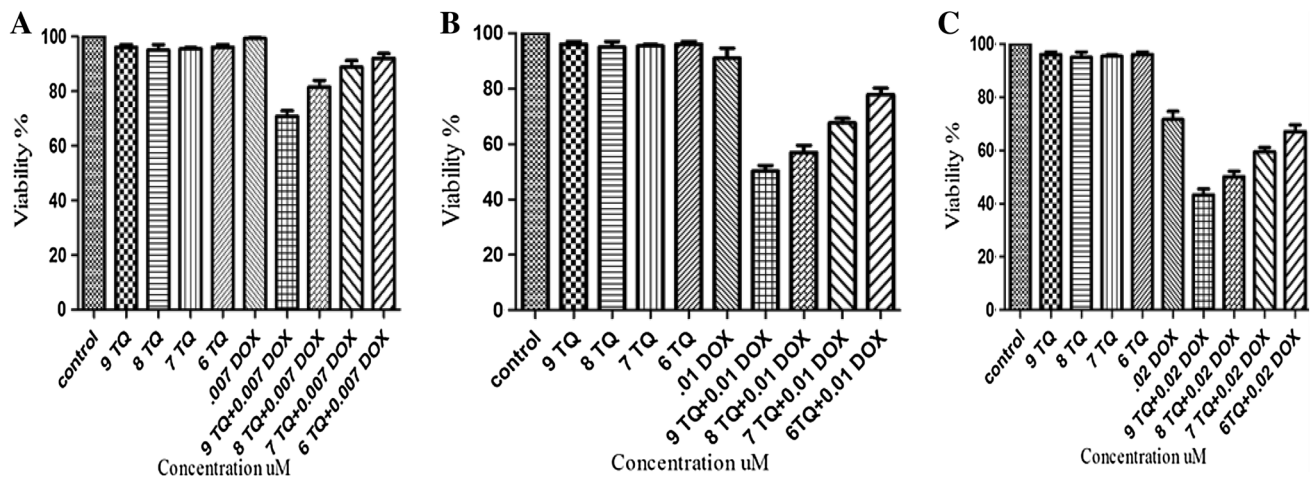 A
Viability %
100
80
60
40
20
0
control
9 TQ
8 TQ
7 TQ
6 TQ
.007 DOX
9 TQ+0.007 DOX
8 TQ+0.007 DOX
7 TQ+0.007 DOX
6 TQ+0.007 DOX
Concentration uM
B
Viability %
100
80
60
40
20
0
control
9 TQ
8 TQ
7 TQ
6 TQ
.01 DOX
9 TQ+0.01 DOX
8 TQ+0.01 DOX
7 TQ+0.01 DOX
6TQ+0.01 DOX
Concentration uM
C
Viability %
100
80
60
40
20
0
control
9 TQ
8 TQ
7 TQ
6 TQ
.02 DOX
9 TQ+0.02 DOX
8 TQ+0.02 DOX
7 TQ+0.02 DOX
6TQ+0.02 DOX
Concentration uM